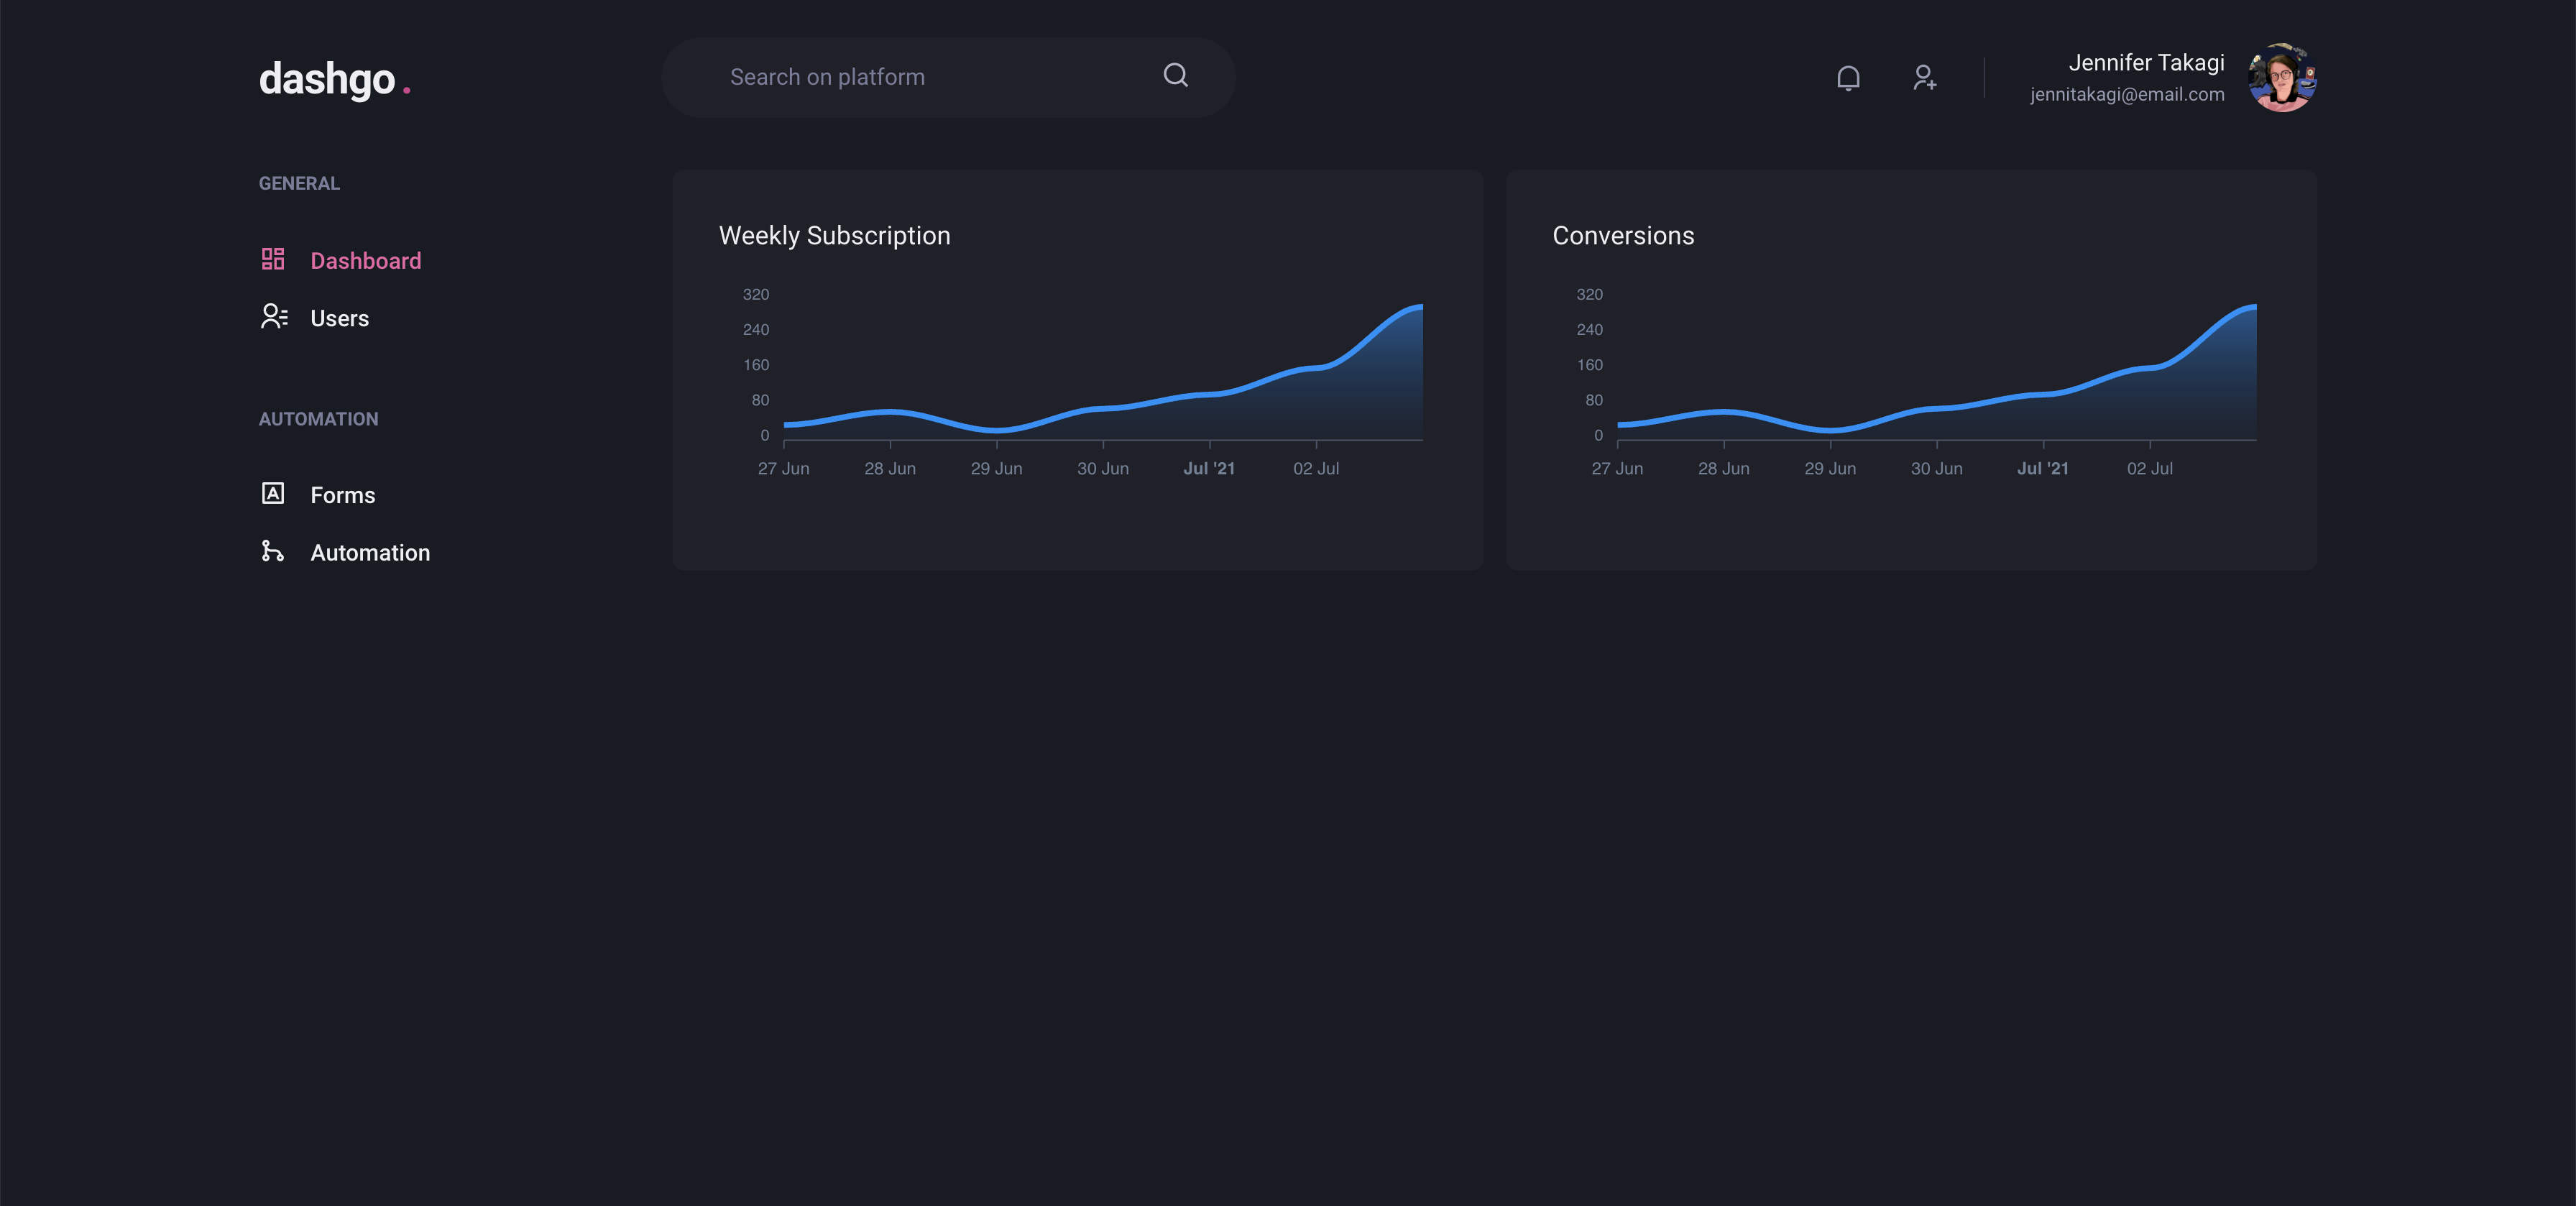 dashgo.
Search on platform
Jennifer Takagi
jennitakagi@email.com
GENERAL
Dashboard
Users
AUTOMATION
Forms
Automation
Weekly Subscription
320
240
160
80
0
27 Jun 28 Jun 29 Jun 30 Jun Jul '21 02 Jul
Conversions
320
240
160
80
0
27 Jun 28 Jun 29 Jun 30 Jun Jul '21 02 Jul